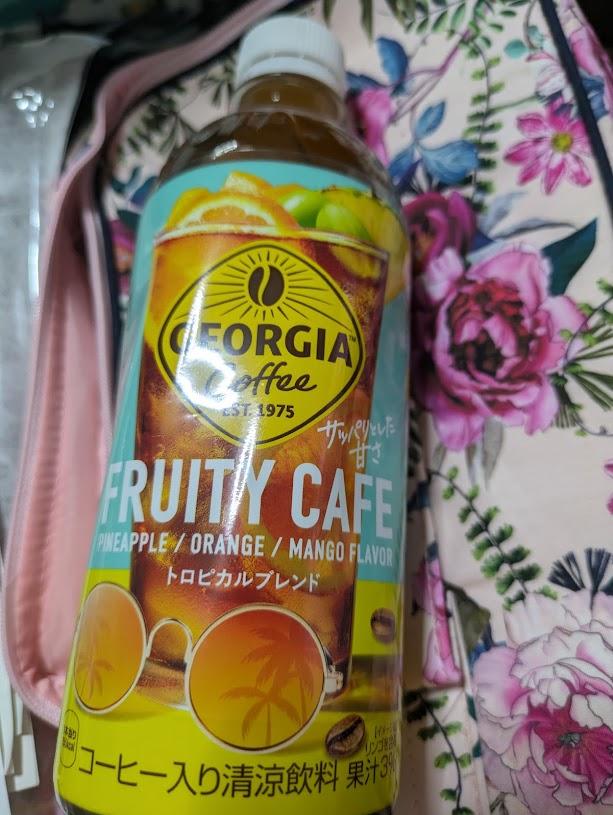 GEORGIA
Coffee
EST. 1975
サッパリとした
甘さ
FRUITY CAFE
PINEAPPLE / ORANGE / MANGO FLAVOR
トロピカルブレンド
コーヒー入り清涼飲料 果汁3%